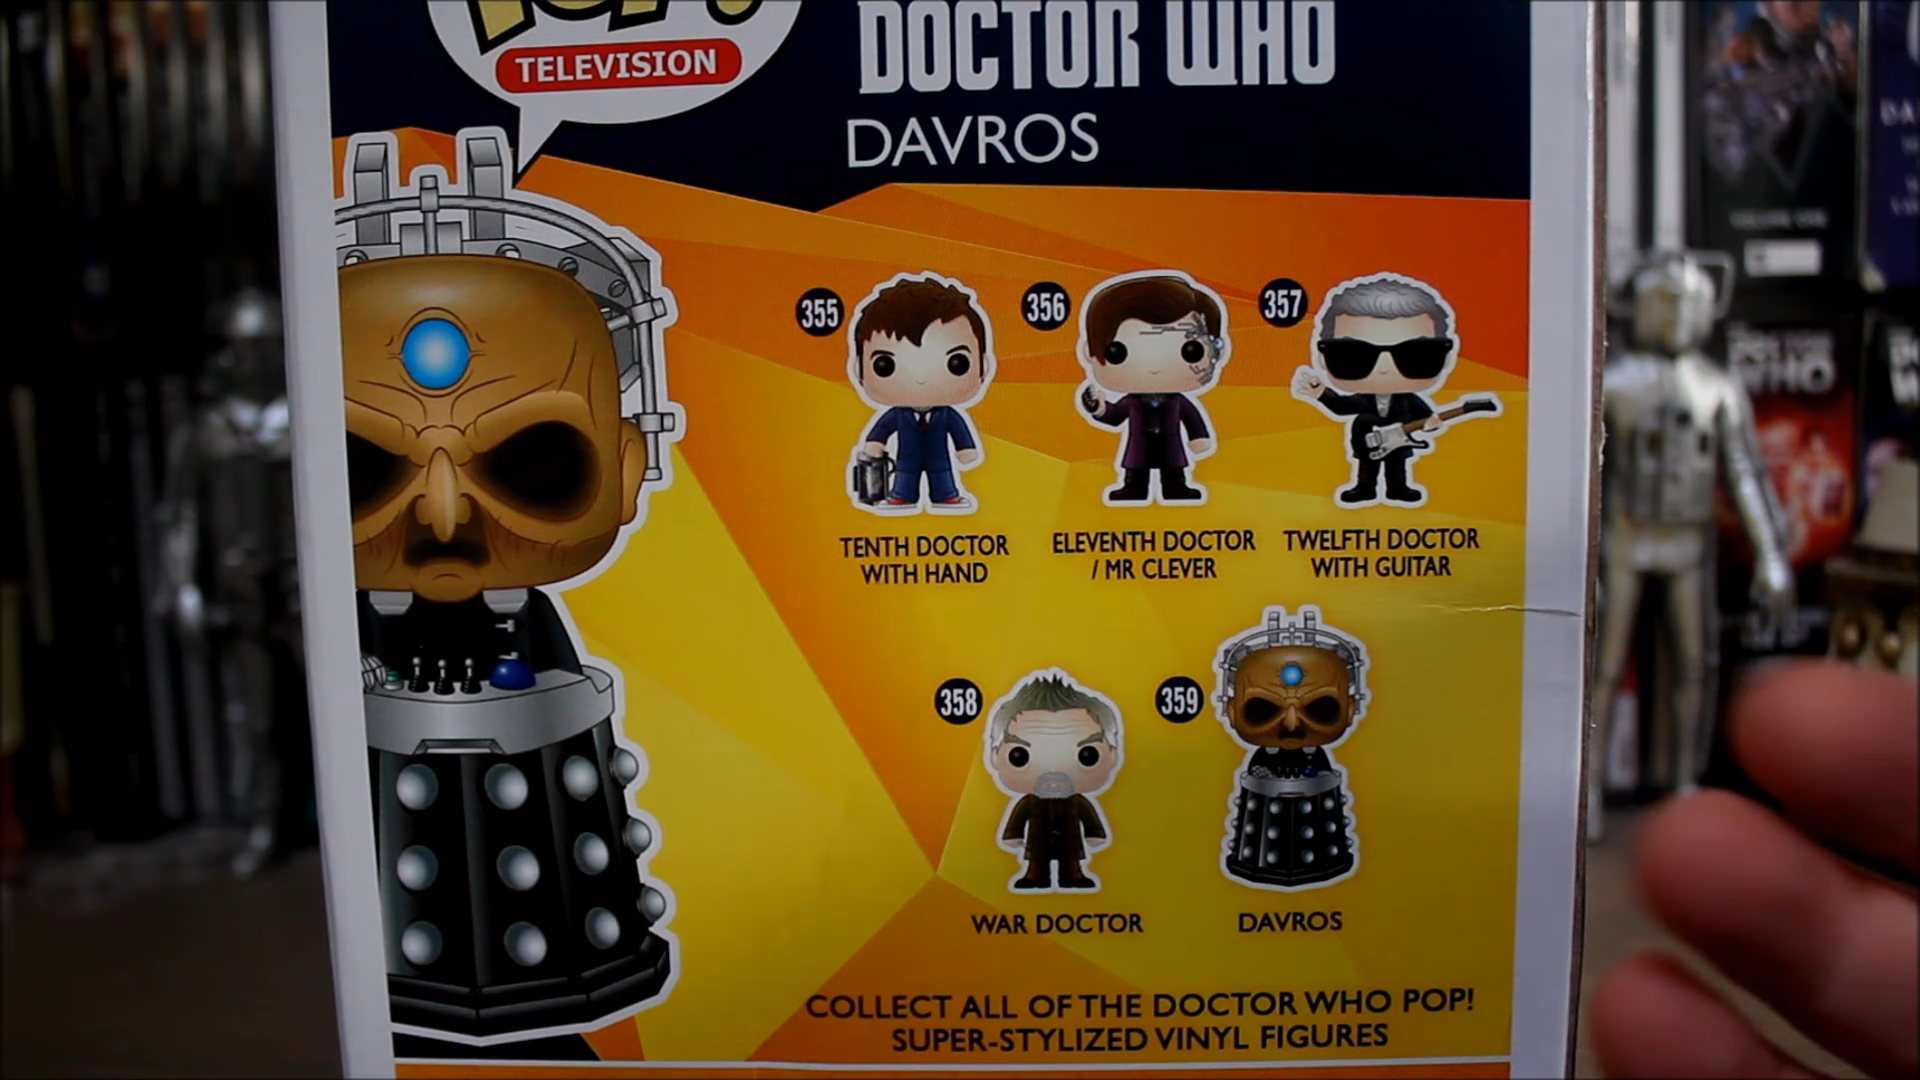 TELEVISION
DOCTOR WHO
DAVROS
355
356
357
TENTH DOCTOR
WITH HAND
ELEVENTH DOCTOR
/ MR CLEVER
TWELFTH DOCTOR
WITH GUITAR
358
359
WAR DOCTOR
DAVROS
COLLECT ALL OF THE DOCTOR WHO POP!
SUPER-STYLIZED VINYL FIGURES
WHO